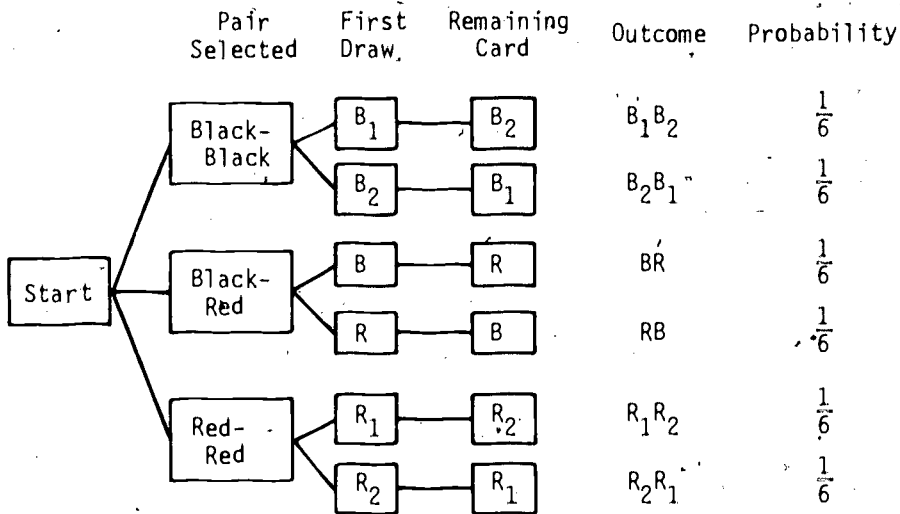 Pair Selected First Draw Remaining Card Outcome Probability
Black-Black B₁ B₂ B₁B₂ 1/6
B₂ B₁ B₂B₁ 1/6
Start Black-Red B R BR 1/6
R B RB 1/6
Red-Red R₁ R₂ R₁R₂ 1/6
R₂ R₁ R₂R₁ 1/6